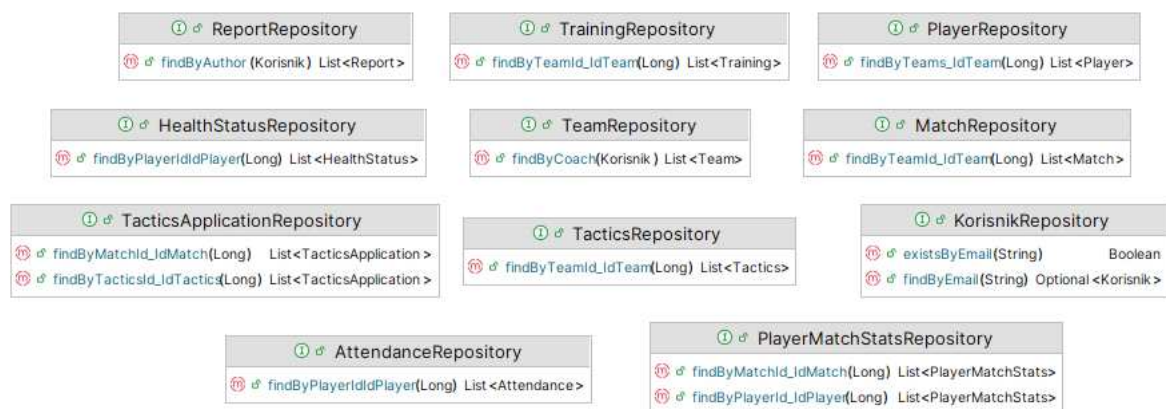 ReportRepository
findByAuthor(Korisnik) List<Report>
TrainingRepository
findByTeamId_IdTeam(Long) List<Training>
PlayerRepository
findByTeams_IdTeam(Long) List<Player>
HealthStatusRepository
findByPlayerIdIdPlayer(Long) List<HealthStatus>
TeamRepository
findByCoach(Korisnik) List<Team>
MatchRepository
findByTeamId_IdTeam(Long) List<Match>
TacticsApplicationRepository
findByMatchId_IdMatch(Long) List<TacticsApplication>
findByTacticsId_IdTactics(Long) List<TacticsApplication>
TacticsRepository
findByTeamId_IdTeam(Long) List<Tactics>
KorisnikRepository
existsByEmail(String) Boolean
findByEmail(String) Optional<Korisnik>
AttendanceRepository
findByPlayerIdIdPlayer(Long) List<Attendance>
PlayerMatchStatsRepository
findByMatchId_IdMatch(Long) List<PlayerMatchStats>
findByPlayerId_IdPlayer(Long) List<PlayerMatchStats>